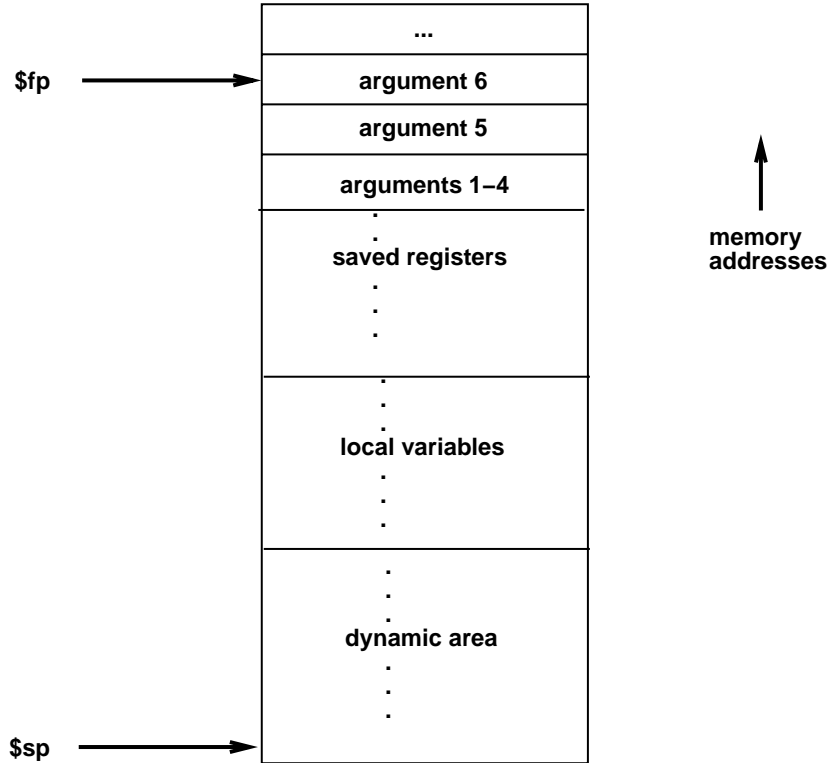 ...
$fp
argument 6
argument 5
arguments 1–4
saved registers
memory
addresses
local variables
dynamic area
$sp